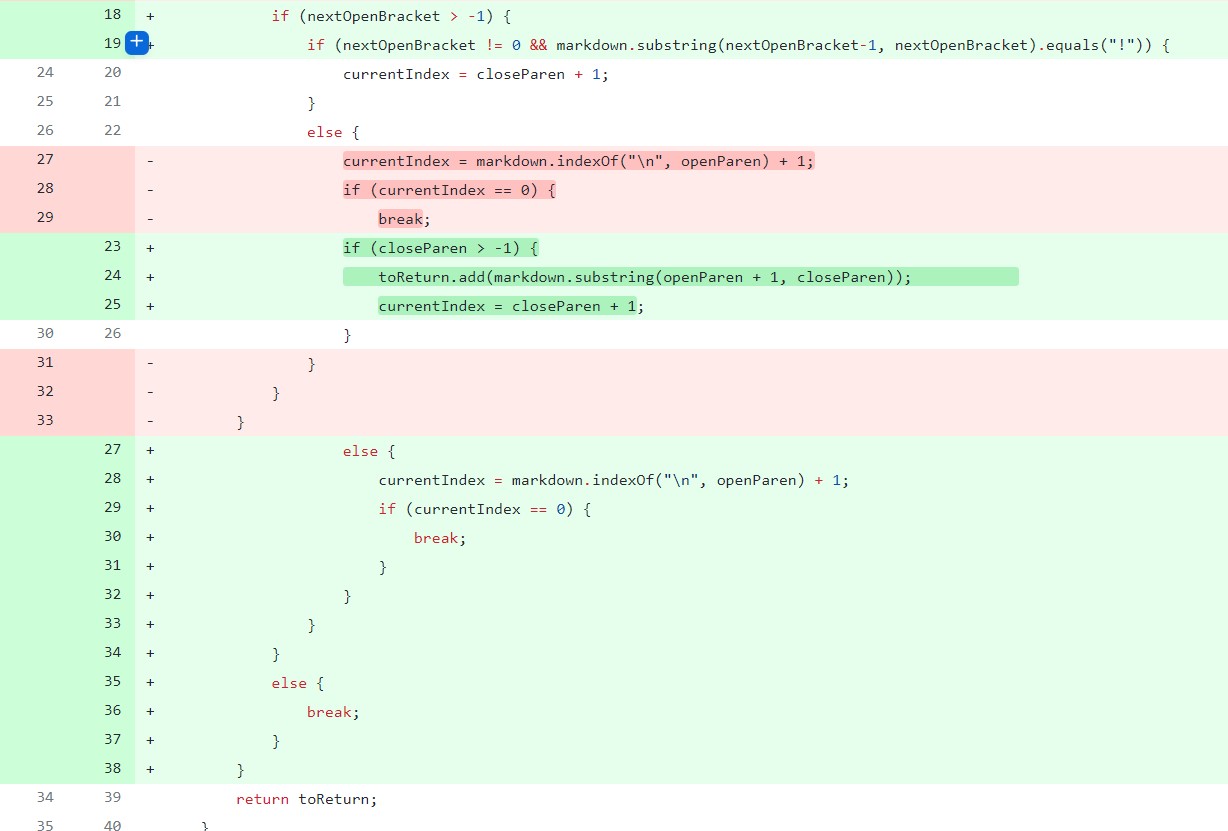 18 + if (nextOpenBracket > -1) {
19 + + if (nextOpenBracket != 0 && markdown.substring(nextOpenBracket-1, nextOpenBracket).equals("!")) {
24 20 currentIndex = closeParen + 1;
25 21 }
26 22 else {
27 - currentIndex = markdown.indexOf("\n", openParen) + 1;
28 - if (currentIndex == 0) {
29 - break;
23 + if (closeParen > -1) {
24 + toReturn.add(markdown.substring(openParen + 1, closeParen));
25 + currentIndex = closeParen + 1;
30 26 }
31 - }
32 - }
33 - }
27 + else {
28 + currentIndex = markdown.indexOf("\n", openParen) + 1;
29 + if (currentIndex == 0) {
30 + break;
31 + }
32 + }
33 + }
34 + }
35 + else {
36 + break;
37 + }
38 + }
34 39 return toReturn;
35 40 }